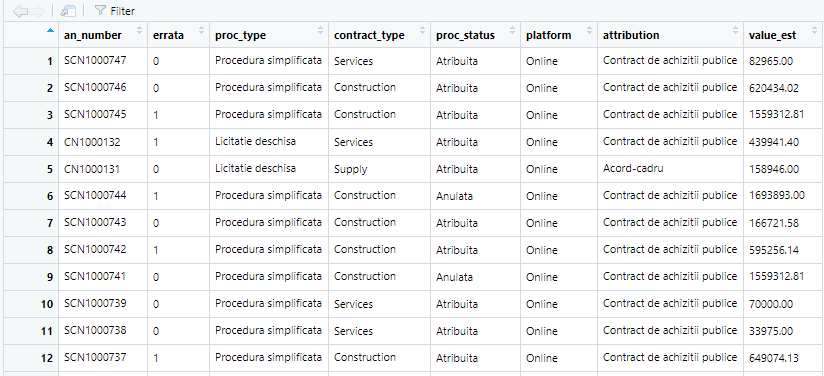 Filter
an_number errata proc_type contract_type proc_status platform attribution value_est
1 SCN1000747 0 Procedura simplificata Services Atribuita Online Contract de achizitii publice 82965.00
2 SCN1000746 0 Procedura simplificata Construction Atribuita Online Contract de achizitii publice 620434.02
3 SCN1000745 1 Procedura simplificata Construction Atribuita Online Contract de achizitii publice 1559312.81
4 CN1000132 1 Licitatie deschisa Services Atribuita Online Contract de achizitii publice 439941.40
5 CN1000131 0 Licitatie deschisa Supply Atribuita Online Acord-cadru 158946.00
6 SCN1000744 1 Procedura simplificata Construction Anulata Online Contract de achizitii publice 1693893.00
7 SCN1000743 0 Procedura simplificata Construction Atribuita Online Contract de achizitii publice 166721.58
8 SCN1000742 1 Procedura simplificata Construction Atribuita Online Contract de achizitii publice 595256.14
9 SCN1000741 0 Procedura simplificata Construction Anulata Online Contract de achizitii publice 1559312.81
10 SCN1000739 0 Procedura simplificata Services Atribuita Online Contract de achizitii publice 70000.00
11 SCN1000738 0 Procedura simplificata Services Atribuita Online Contract de achizitii publice 33975.00
12 SCN1000737 1 Procedura simplificata Construction Atribuita Online Contract de achizitii publice 649074.13